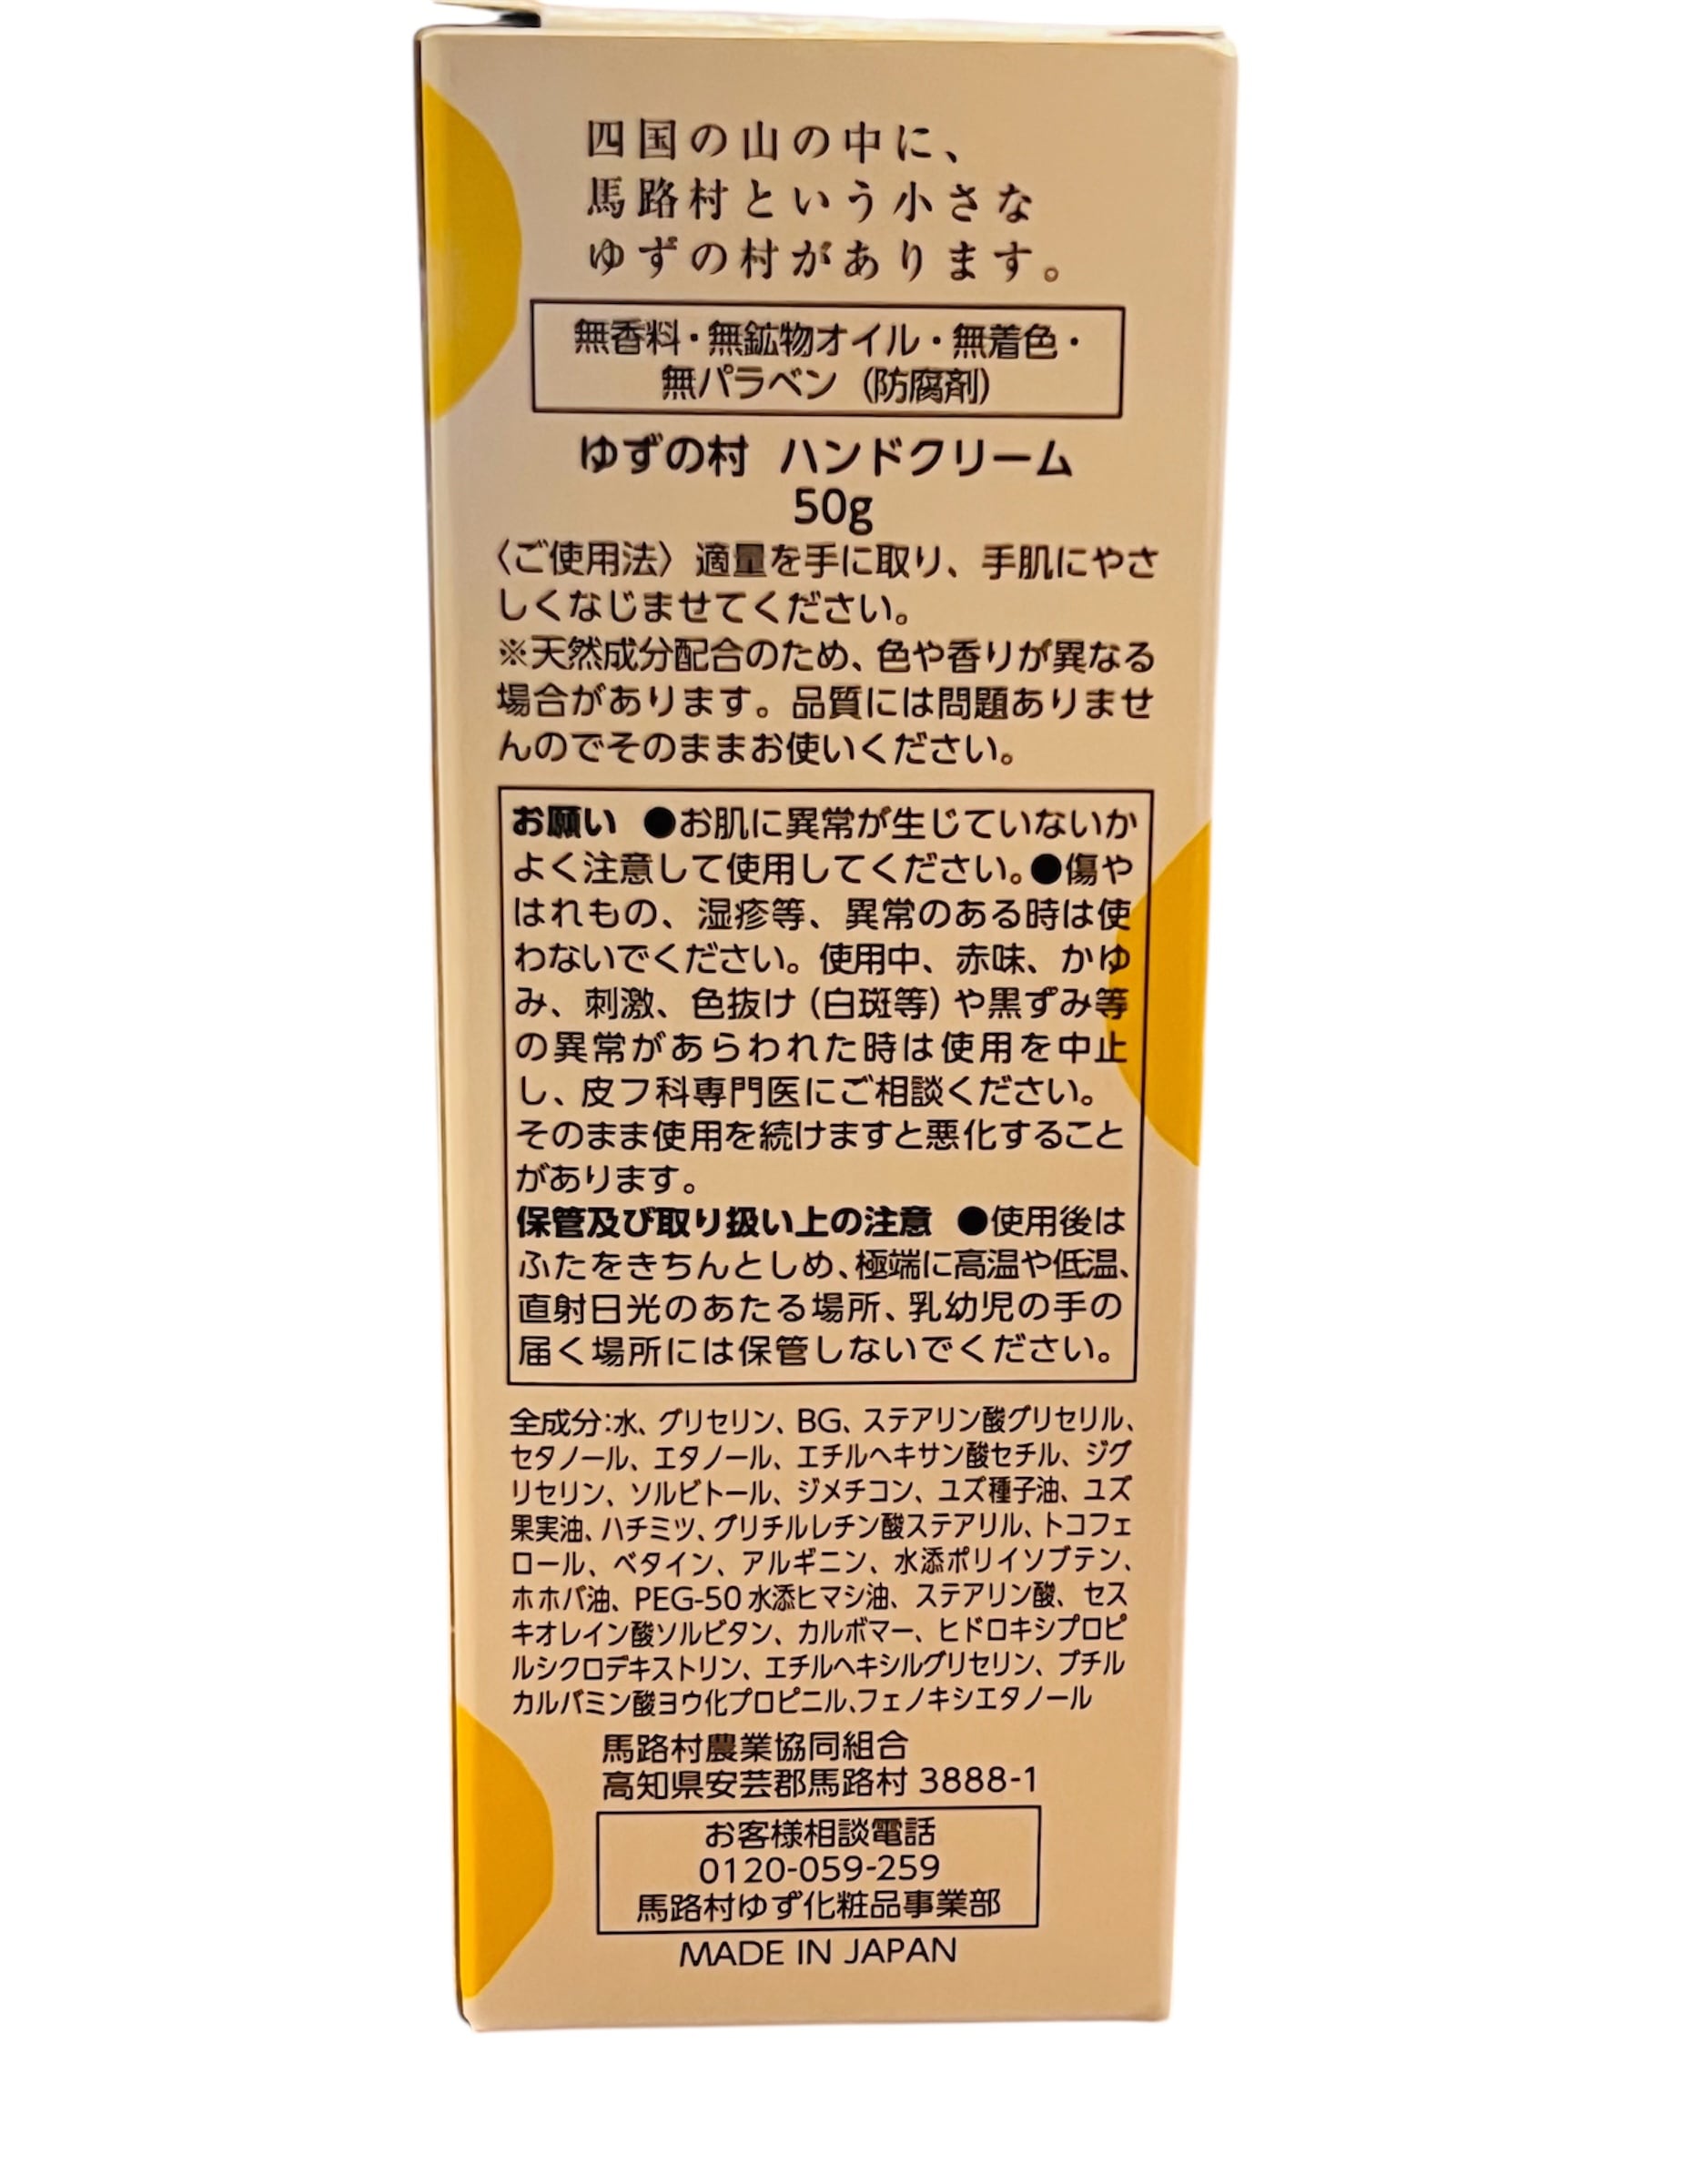 四国の山の中に、
馬路村という小さな
ゆずの村があります。
無香料・無鉱物オイル・無着色・
無パラベン（防腐剤）
ゆずの村 ハンドクリーム
50g
〈ご使用法〉適量を手に取り、手肌にやさ
しくなじませてください。
※天然成分配合のため、色や香りが異なる
場合があります。品質には問題ありませ
んのでそのままお使いください。
お願い ●お肌に異常が生じていないか
よく注意して使用してください。●傷や
はれもの、湿疹等、異常のある時は使
わないでください。使用中、赤味、かゆ
み、刺激、色抜け（白斑等）や黒ずみ等
の異常があらわれた時は使用を中止
し、皮フ科専門医にご相談ください。
そのまま使用を続けますと悪化すること
があります。
保管及び取り扱い上の注意 ●使用後は
ふたをきちんとしめ、極端に高温や低温、
直射日光のあたる場所、乳幼児の手の
届く場所には保管しないでください。
全成分:水、グリセリン、BG、ステアリン酸グリセリル、
セタノール、エタノール、エチルヘキサン酸セチル、ジグ
リセリン、ソルビトール、ジメチコン、ユズ種子油、ユズ
果実油、ハチミツ、グリチルレチン酸ステアリル、トコフェ
ロール、ベタイン、アルギニン、水添ポリイソブテン、
ホホバ油、PEG-50水添ヒマシ油、ステアリン酸、セス
キオレイン酸ソルビタン、カルボマー、ヒドロキシプロピ
ルシクロデキストリン、エチルヘキシルグリセリン、ブチル
カルバミン酸ヨウ化プロピニル、フェノキシエタノール
馬路村農業協同組合
高知県安芸郡馬路村 3888-1
お客様相談電話
0120-059-259
馬路村ゆず化粧品事業部
MADE IN JAPAN